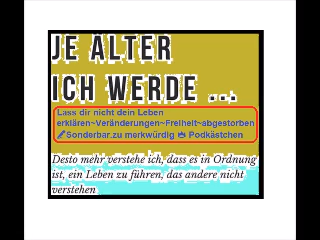 JE ÄLTER
ICH WERDE ...
Lass dir nicht dein Leben
erklären~Veränderungen~Freiheit~abgestorben
🖍Sonderbar.zu merkwürdig ☕ Podkästchen
Desto mehr verstehe ich, dass es in Ordnung
ist, ein Leben zu führen, das andere nicht
verstehen